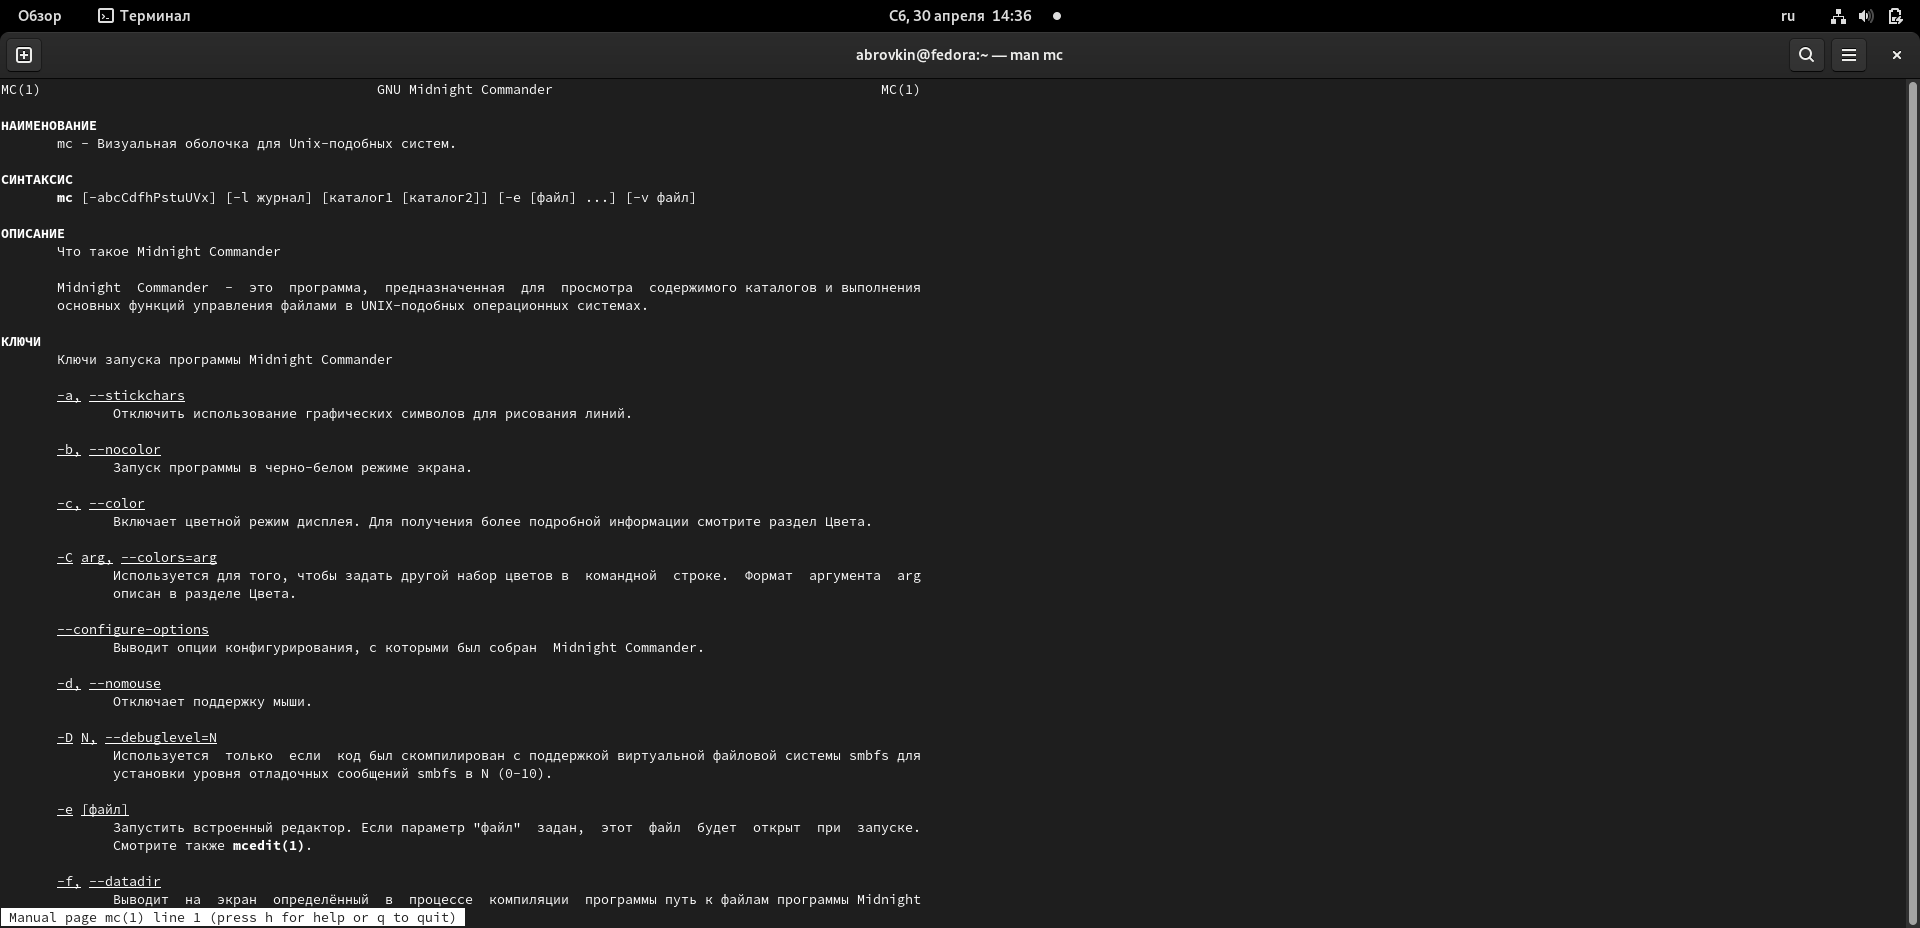 Обзор Терминал Сб, 30 апреля 14:36 ru
abrovkin@fedora:~ — man mc
MC(1) GNU Midnight Commander MC(1)
НАИМЕНОВАНИЕ
mc - Визуальная оболочка для Unix-подобных систем.
СИНТАКСИС
mc [-abcCdfhPstuUVx] [-l журнал] [каталог1 [каталог2]] [-e [файл] ...] [-v файл]
ОПИСАНИЕ
Что такое Midnight Commander
Midnight Commander - это программа, предназначенная для просмотра содержимого каталогов и выполнения
основных функций управления файлами в UNIX-подобных операционных системах.
КЛЮЧИ
Ключи запуска программы Midnight Commander
-a, --stickchars
Отключить использование графических символов для рисования линий.
-b, --nocolor
Запуск программы в черно-белом режиме экрана.
-c, --color
Включает цветной режим дисплея. Для получения более подробной информации смотрите раздел Цвета.
-C arg, --colors=arg
Используется для того, чтобы задать другой набор цветов в командной строке. Формат аргумента arg
описан в разделе Цвета.
--configure-options
Выводит опции конфигурирования, с которыми был собран Midnight Commander.
-d, --nomouse
Отключает поддержку мыши.
-D N, --debuglevel=N
Используется только если код был скомпилирован с поддержкой виртуальной файловой системы smbfs для
установки уровня отладочных сообщений smbfs в N (0-10).
-e [файл]
Запустить встроенный редактор. Если параметр "файл" задан, этот файл будет открыт при запуске.
Смотрите также mcedit(1).
-f, --datadir
Выводит на экран определённый в процессе компиляции программы путь к файлам программы Midnight
Manual page mc(1) line 1 (press h for help or q to quit)